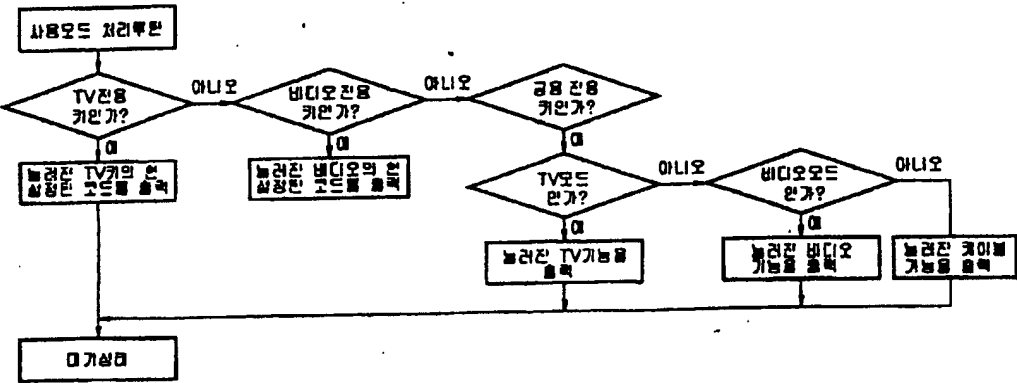 사용모드 처리루틴
TV전용
키인가?
아니오
예
비디오전용
키인가?
아니오
예
공용 전용
키인가?
예
눌러진 TV키의 현
설정된 코드를 출력
눌러진 비디오의 현
설정된 코드를 출력
TV모드
인가?
아니오
예
비디오모드
인가?
아니오
예
눌러진 TV기능을
출력
눌러진 비디오
기능을 출력
눌러진 케이블
기능을 출력
대기상태